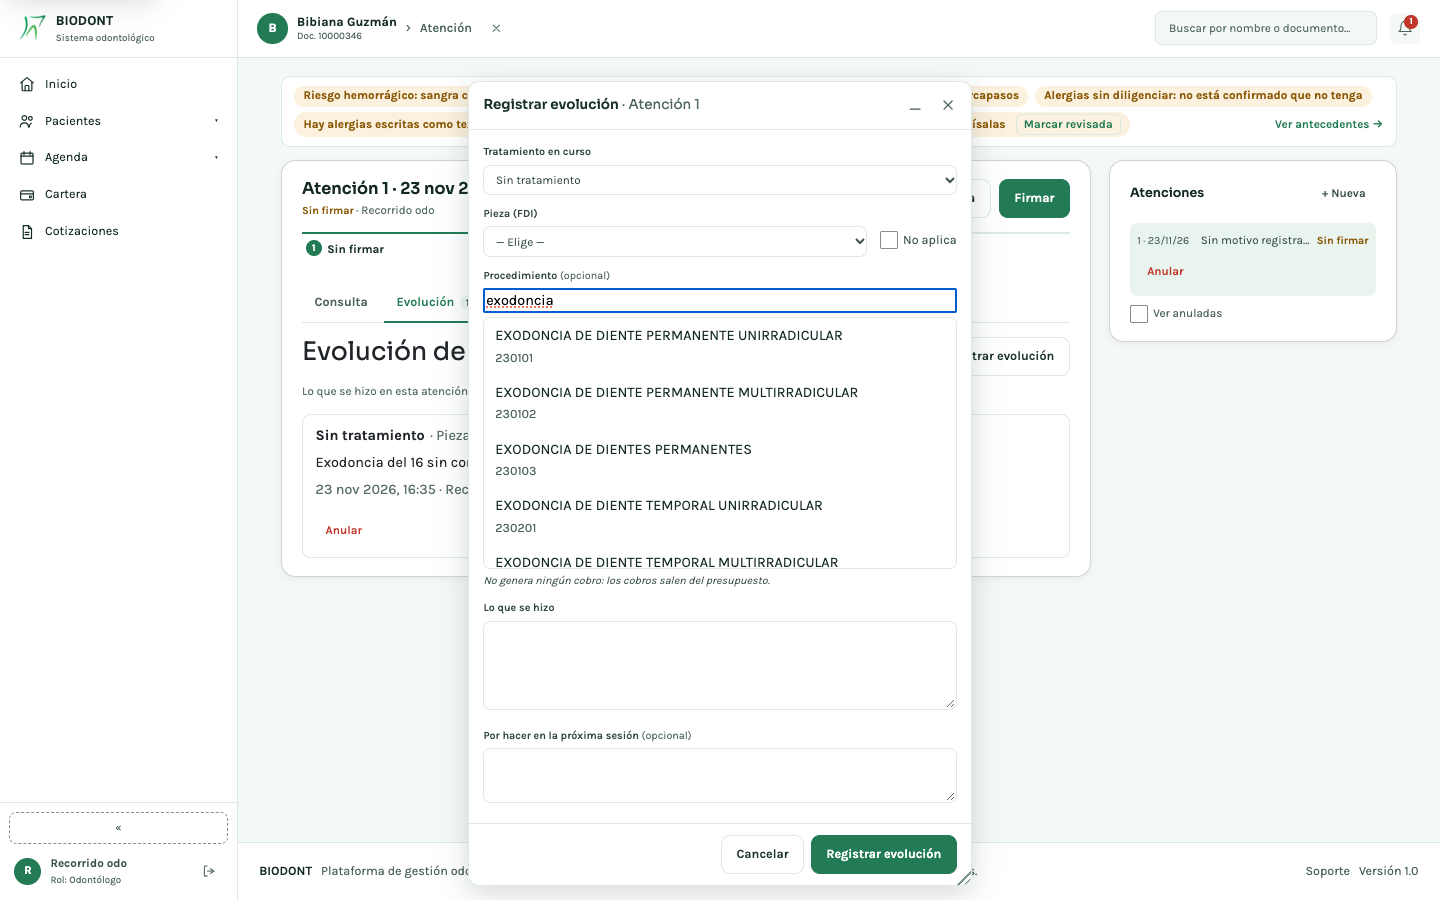 BIODONT
Sistema odontológico
Inicio
Pacientes
Agenda
Cartera
Cotizaciones
«
R
Recorrido odo
Rol: Odontólogo
B
Bibiana Guzmán
Doc. 10000346
› Atención ×
Buscar por nombre o documento...
1
Riesgo hemorrágico: sangra
Alergias sin diligenciar: no está confirmado que no tenga
Hay alergias escritas como
Marcar revisada
Ver antecedentes →
Atención 1 · 23 nov 2
Sin firmar · Recorrido odo
Firmar
1 Sin firmar
Consulta
Evolución
Evolución de
evolución
Lo que se hizo en esta atención
Sin tratamiento · Pieza
Exodoncia del 16 sin
23 nov 2026, 16:35 ·
Anular
Registrar evolución · Atención 1
Tratamiento en curso
Sin tratamiento
Pieza (FDI)
— Elige —
No aplica
Procedimiento (opcional)
exodoncia
EXODONCIA DE DIENTE PERMANENTE UNIRRADICULAR
230101
EXODONCIA DE DIENTE PERMANENTE MULTIRRADICULAR
230102
EXODONCIA DE DIENTES PERMANENTES
230103
EXODONCIA DE DIENTE TEMPORAL UNIRRADICULAR
230201
EXODONCIA DE DIENTE TEMPORAL MULTIRRADICULAR
No genera ningún cobro: los cobros salen del presupuesto.
Lo que se hizo
Por hacer en la próxima sesión (opcional)
Cancelar
Registrar evolución
Atenciones
+ Nueva
1 · 23/11/26 Sin motivo registra... Sin firmar
Anular
Ver anuladas
BIODONT Plataforma de gestión
Soporte Versión 1.0